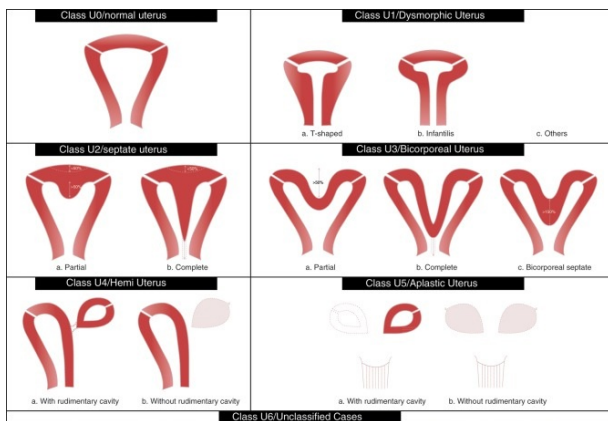 Class U0/normal uterus
Class U1/Dysmorphic Uterus
a. T-shaped
b. Infantilis
c. Others
Class U2/septate uterus
a. Partial
b. Complete
Class U3/Bicorporeal Uterus
>50%
a. Partial
b. Complete
c. Bicorporeal septate
Class U4/Hemi Uterus
a. With rudimentary cavity
b. Without rudimentary cavity
Class U5/Aplastic Uterus
a. With rudimentary cavity
b. Without rudimentary cavity
Class U6/Unclassified Cases